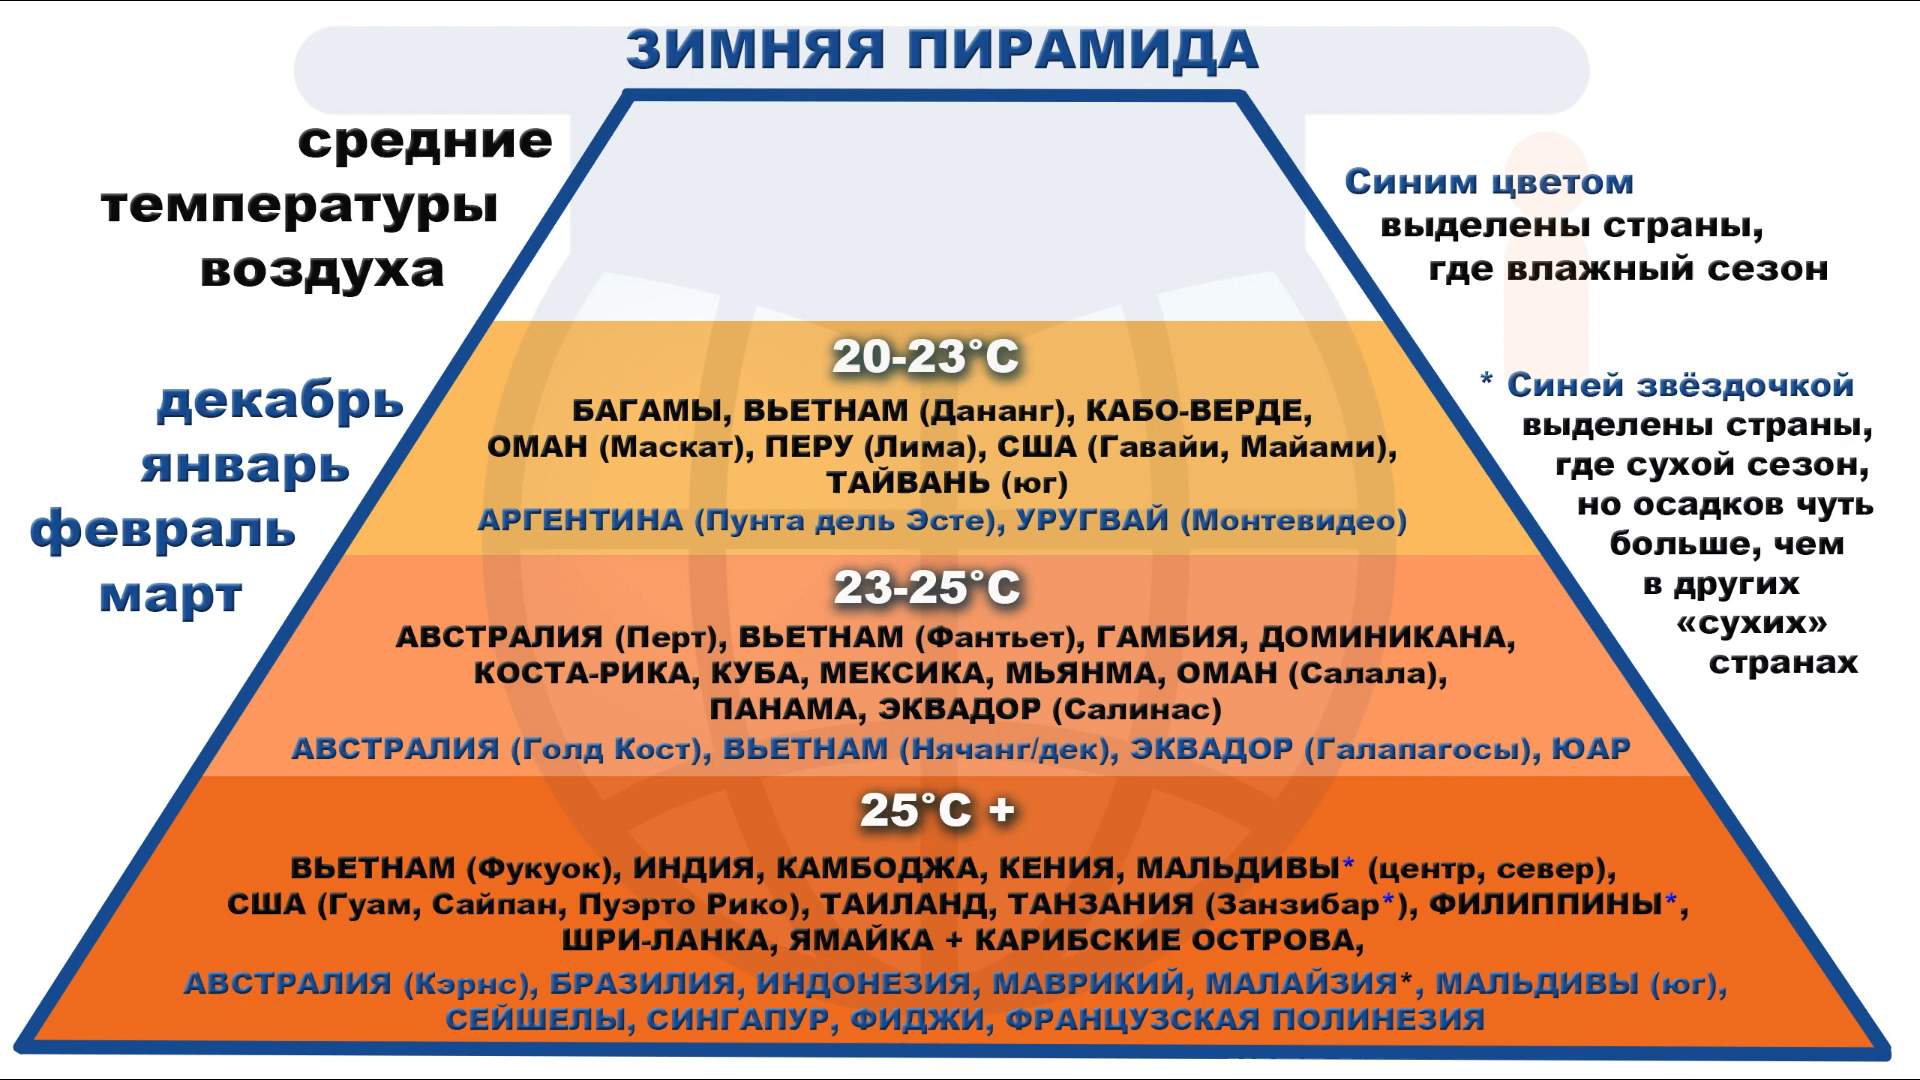 ЗИМНЯЯ ПИРАМИДА
средние
температуры
воздуха
декабрь
январь
февраль
март
Синим цветом
выделены страны,
где влажный сезон
* Синей звёздочкой
выделены страны,
где сухой сезон,
но осадков чуть
больше, чем
в других
«сухих»
странах
20-23°C
БАГАМЫ, ВЬЕТНАМ (Дананг), КАБО-ВЕРДЕ,
ОМАН (Маскат), ПЕРУ (Лима), США (Гавайи, Майами),
ТАЙВАНЬ (юг)
АРГЕНТИНА (Пунта дель Эсте), УРУГВАЙ (Монтевидео)
23-25°C
АВСТРАЛИЯ (Перт), ВЬЕТНАМ (Фантьет), ГАМБИЯ, ДОМИНИКАНА,
КОСТА-РИКА, КУБА, МЕКСИКА, МЬЯНМА, ОМАН (Салала),
ПАНАМА, ЭКВАДОР (Салинас)
АВСТРАЛИЯ (Голд Кост), ВЬЕТНАМ (Нячанг/дек), ЭКВАДОР (Галапагосы), ЮАР
25°C +
ВЬЕТНАМ (Фукуок), ИНДИЯ, КАМБОДЖА, КЕНИЯ, МАЛЬДИВЫ* (центр, север),
США (Гуам, Сайпан, Пуэрто Рико), ТАИЛАНД, ТАНЗАНИЯ (Занзибар*), ФИЛИППИНЫ*,
ШРИ-ЛАНКА, ЯМАЙКА + КАРИБСКИЕ ОСТРОВА,
АВСТРАЛИЯ (Кэрнс), БРАЗИЛИЯ, ИНДОНЕЗИЯ, МАВРИКИЙ, МАЛАЙЗИЯ*, МАЛЬДИВЫ (юг),
СЕЙШЕЛЫ, СИНГАПУР, ФИДЖИ, ФРАНЦУЗСКАЯ ПОЛИНЕЗИЯ